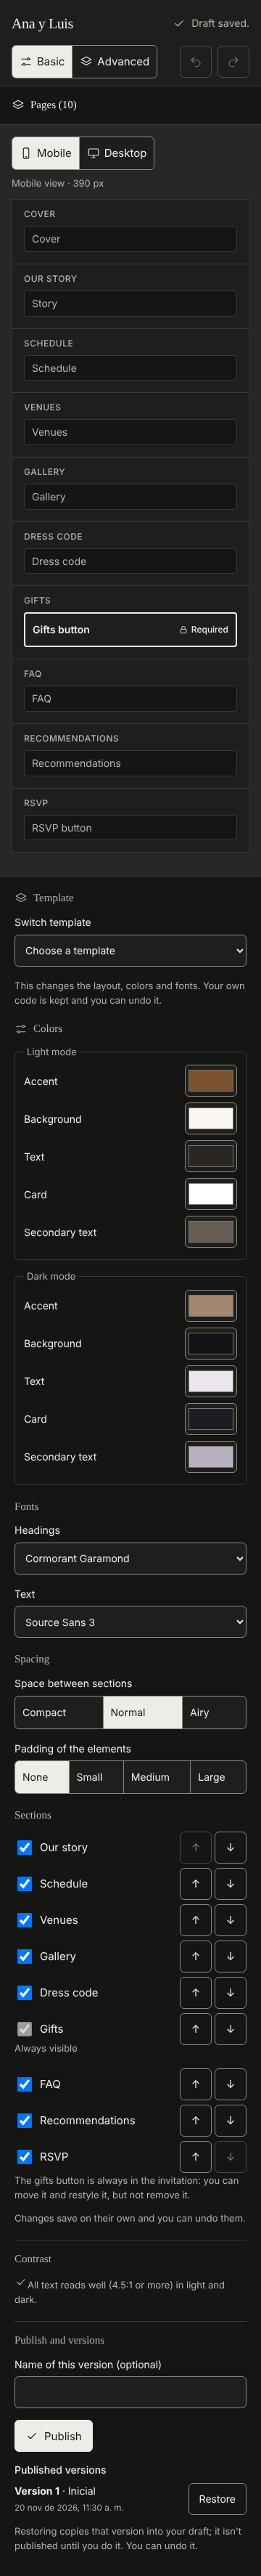 Ana y Luis
Draft saved.
Basic
Advanced
Pages (10)
Mobile
Desktop
Mobile view · 390 px
COVER
Cover
OUR STORY
Story
SCHEDULE
Schedule
VENUES
Venues
GALLERY
Gallery
DRESS CODE
Dress code
GIFTS
Gifts button
Required
FAQ
FAQ
RECOMMENDATIONS
Recommendations
RSVP
RSVP button
Template
Switch template
Choose a template
This changes the layout, colors and fonts. Your own
code is kept and you can undo it.
Colors
Light mode
Accent
Background
Text
Card
Secondary text
Dark mode
Accent
Background
Text
Card
Secondary text
Fonts
Headings
Cormorant Garamond
Text
Source Sans 3
Spacing
Space between sections
Compact
Normal
Airy
Padding of the elements
None
Small
Medium
Large
Sections
Our story
Schedule
Venues
Gallery
Dress code
Gifts
Always visible
FAQ
Recommendations
RSVP
The gifts button is always in the invitation: you can
move it and restyle it, but not remove it.
Changes save on their own and you can undo them.
Contrast
All text reads well (4.5:1 or more) in light and
dark.
Publish and versions
Name of this version (optional)
Publish
Published versions
Version 1 · Inicial
20 nov de 2026, 11:30 a. m.
Restore
Restoring copies that version into your draft; it isn't
published until you do it. You can undo it.